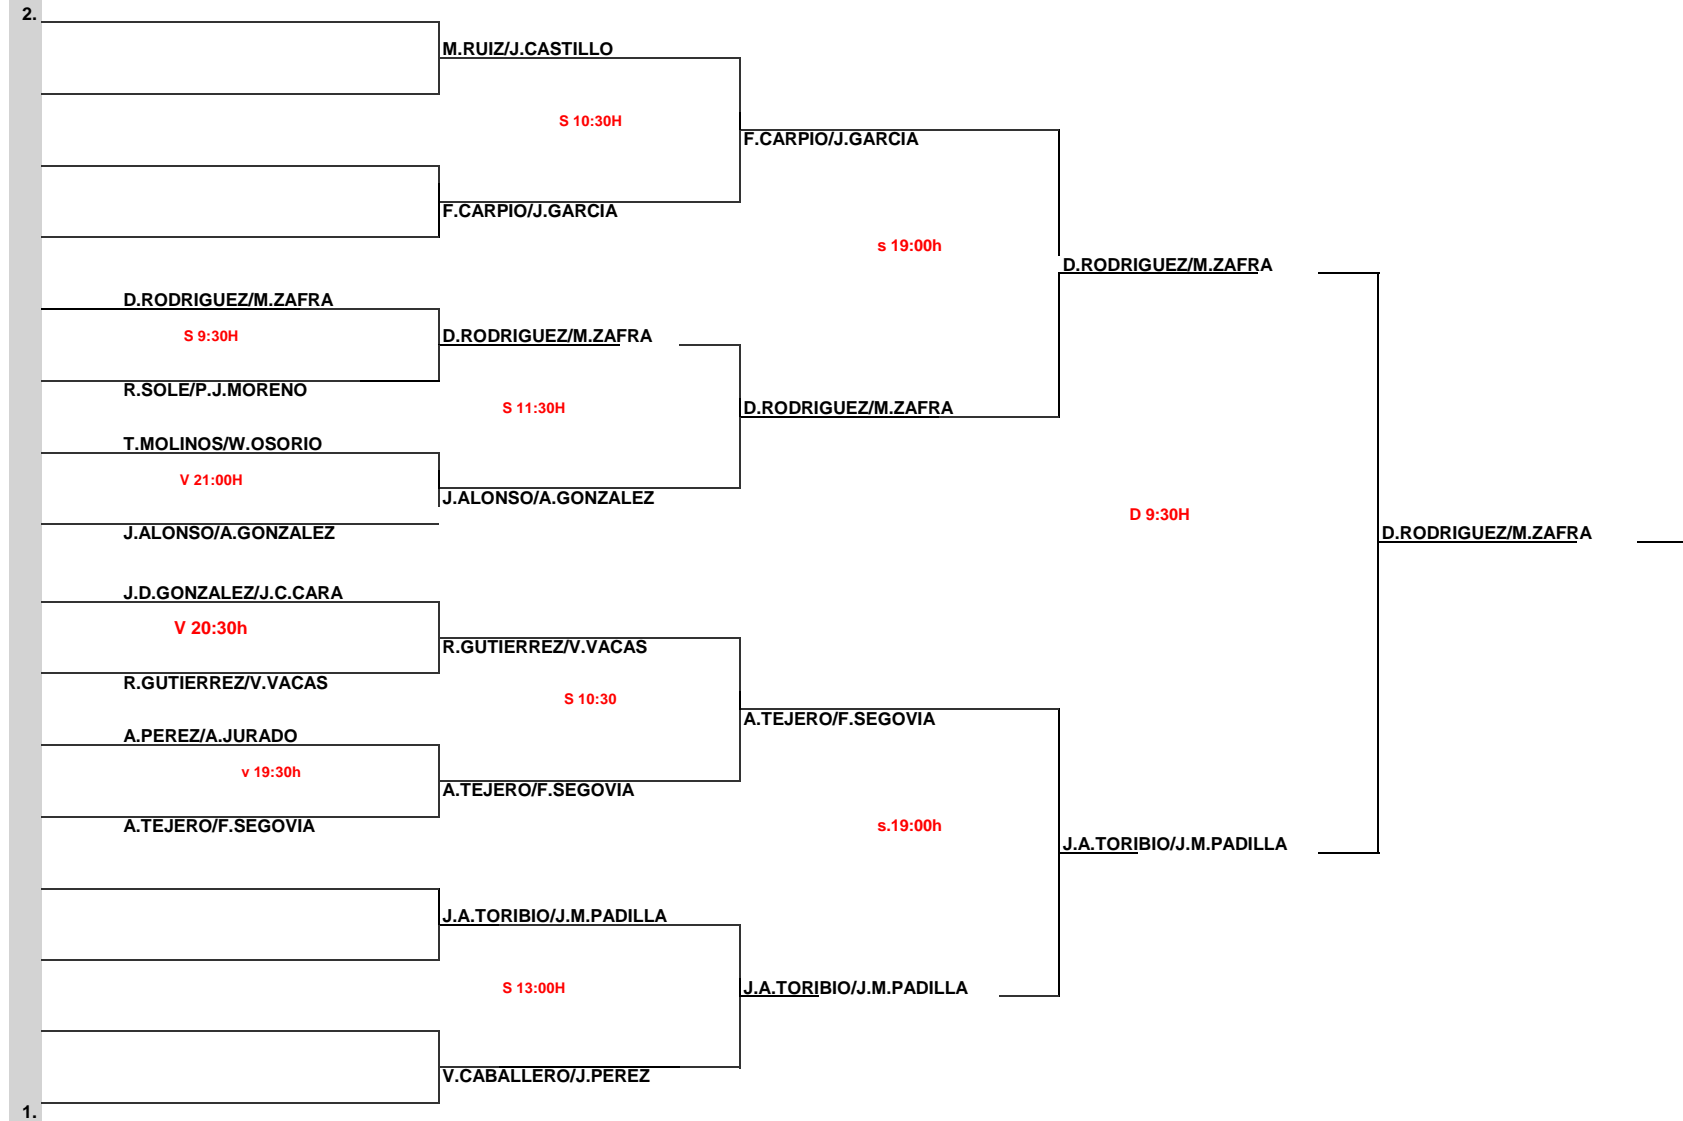 2.
M.RUIZ/J.CASTILLO
S 10:30H
F.CARPIO/J.GARCIA
F.CARPIO/J.GARCIA
s 19:00h
D.RODRIGUEZ/M.ZAFRA
D.RODRIGUEZ/M.ZAFRA
S 9:30H
D.RODRIGUEZ/M.ZAFRA
R.SOLE/P.J.MORENO
S 11:30H
D.RODRIGUEZ/M.ZAFRA
T.MOLINOS/W.OSORIO
V 21:00H
J.ALONSO/A.GONZALEZ
D 9:30H
J.ALONSO/A.GONZALEZ
D.RODRIGUEZ/M.ZAFRA
J.D.GONZALEZ/J.C.CARA
V 20:30h
R.GUTIERREZ/V.VACAS
R.GUTIERREZ/V.VACAS
S 10:30
A.TEJERO/F.SEGOVIA
A.PEREZ/A.JURADO
v 19:30h
A.TEJERO/F.SEGOVIA
A.TEJERO/F.SEGOVIA
s.19:00h
J.A.TORIBIO/J.M.PADILLA
J.A.TORIBIO/J.M.PADILLA
S 13:00H
J.A.TORIBIO/J.M.PADILLA
V.CABALLERO/J.PEREZ
1.